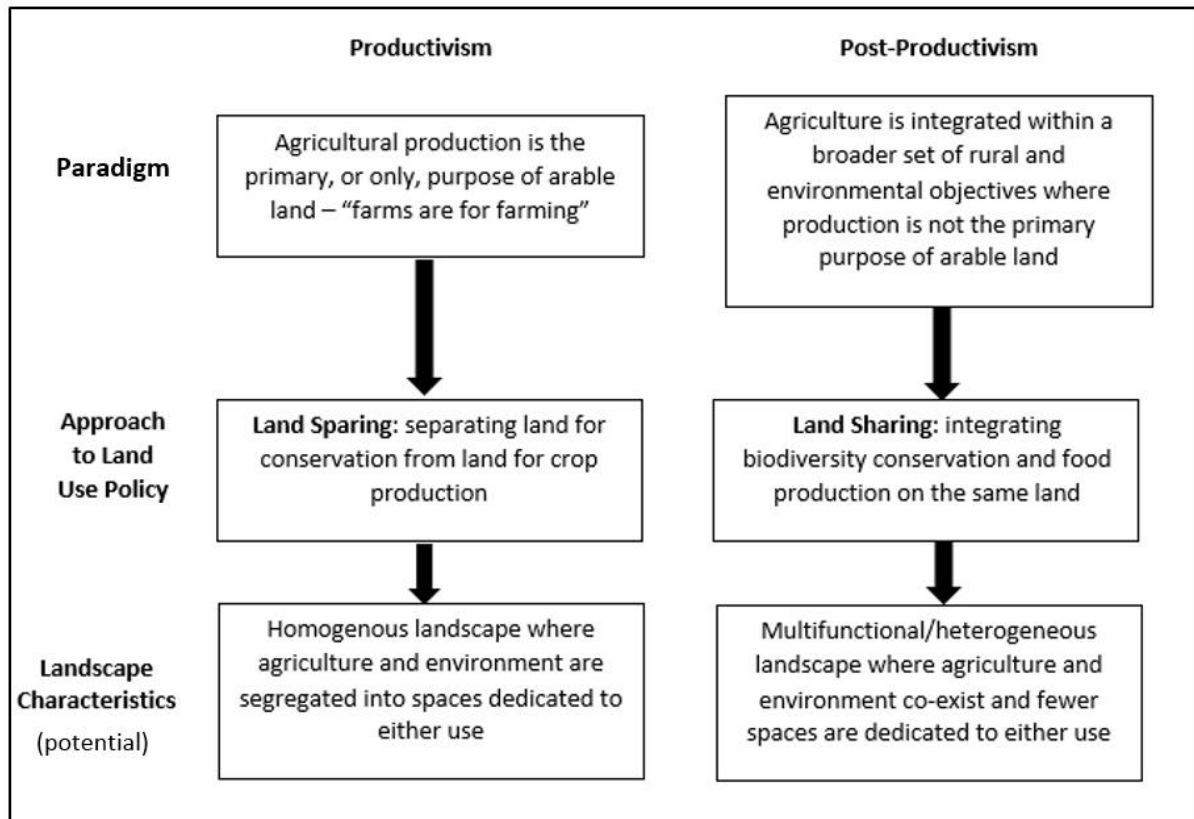 Productivism
Post-Productivism
Paradigm
Agricultural production is the
primary, or only, purpose of arable
land – “farms are for farming”
Agriculture is integrated within a
broader set of rural and
environmental objectives where
production is not the primary
purpose of arable land
Approach
to Land
Use Policy
Land Sparing: separating land for
conservation from land for crop
production
Land Sharing: integrating
biodiversity conservation and food
production on the same land
Landscape
Characteristics
(potential)
Homogenous landscape where
agriculture and environment are
segregated into spaces dedicated to
either use
Multifunctional/heterogeneous
landscape where agriculture and
environment co-exist and fewer
spaces are dedicated to either use